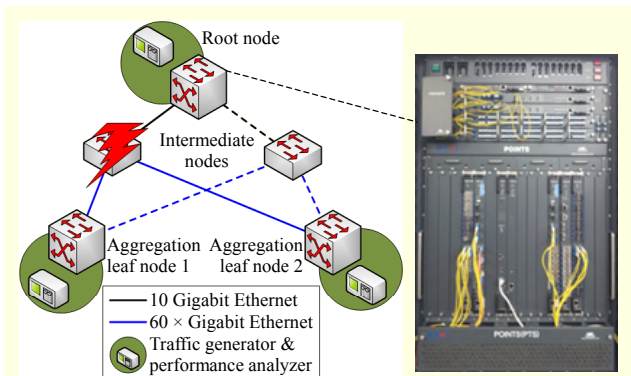 Root node
Intermediate
nodes
Aggregation
leaf node 1
Aggregation
leaf node 2
10 Gigabit Ethernet
60 × Gigabit Ethernet
Traffic generator &
performance analyzer
POINTS
POINTS(PTS)